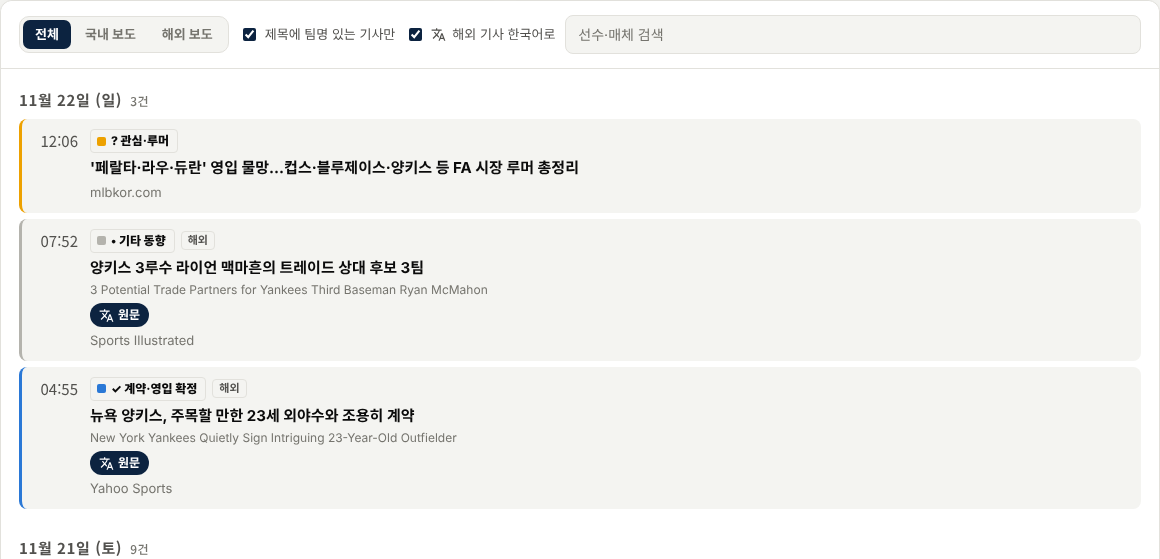 전체 국내 보도 해외 보도 제목에 팀명 있는 기사만 해외 기사 한국어로 선수·매체 검색
11월 22일 (일) 3건
12:06 ? 관심·루머
'페랄타·라우·듀란' 영입 물망…컵스·블루제이스·양키스 등 FA 시장 루머 총정리
mlbkor.com
07:52 • 기타 동향 해외
양키스 3루수 라이언 맥마흔의 트레이드 상대 후보 3팀
3 Potential Trade Partners for Yankees Third Baseman Ryan McMahon
원문
Sports Illustrated
04:55 ✓ 계약·영입 확정 해외
뉴욕 양키스, 주목할 만한 23세 외야수와 조용히 계약
New York Yankees Quietly Sign Intriguing 23-Year-Old Outfielder
원문
Yahoo Sports
11월 21일 (토) 9건